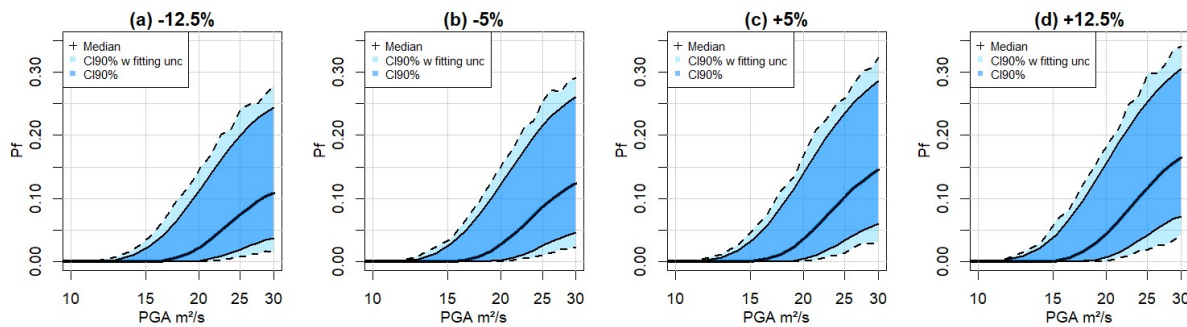 (a) -12.5%
Median
CI90% w fitting unc
CI90%
Pf
0.00 0.10 0.20 0.30
10 15 20 25 30
PGA m²/s
(b) -5%
Median
CI90% w fitting unc
CI90%
Pf
0.00 0.10 0.20 0.30
10 15 20 25 30
PGA m²/s
(c) +5%
Median
CI90% w fitting unc
CI90%
Pf
0.00 0.10 0.20 0.30
10 15 20 25 30
PGA m²/s
(d) +12.5%
Median
CI90% w fitting unc
CI90%
Pf
0.00 0.10 0.20 0.30
10 15 20 25 30
PGA m²/s